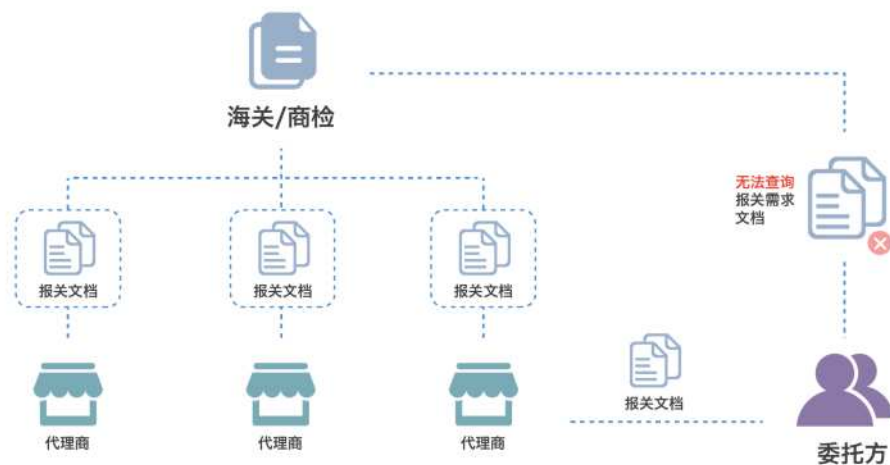 海关/商检
无法查询
报关需求
文档
报关文档
报关文档
报关文档
报关文档
代理商
代理商
代理商
委托方